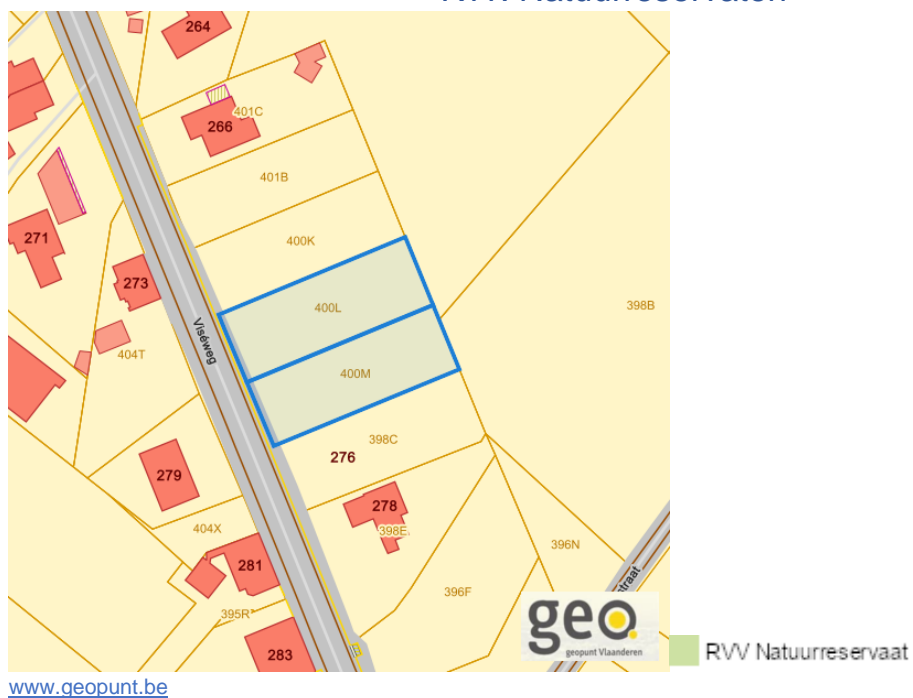 264
266
401C
401B
271
400K
273
398B
400L
Viséweg
404T
400M
398C
276
279
278
398E
404X
396N
281
396F
straat
395R
geo.
geopunt Vlaanderen
283
RVV Natuurreservaat
www.geopunt.be